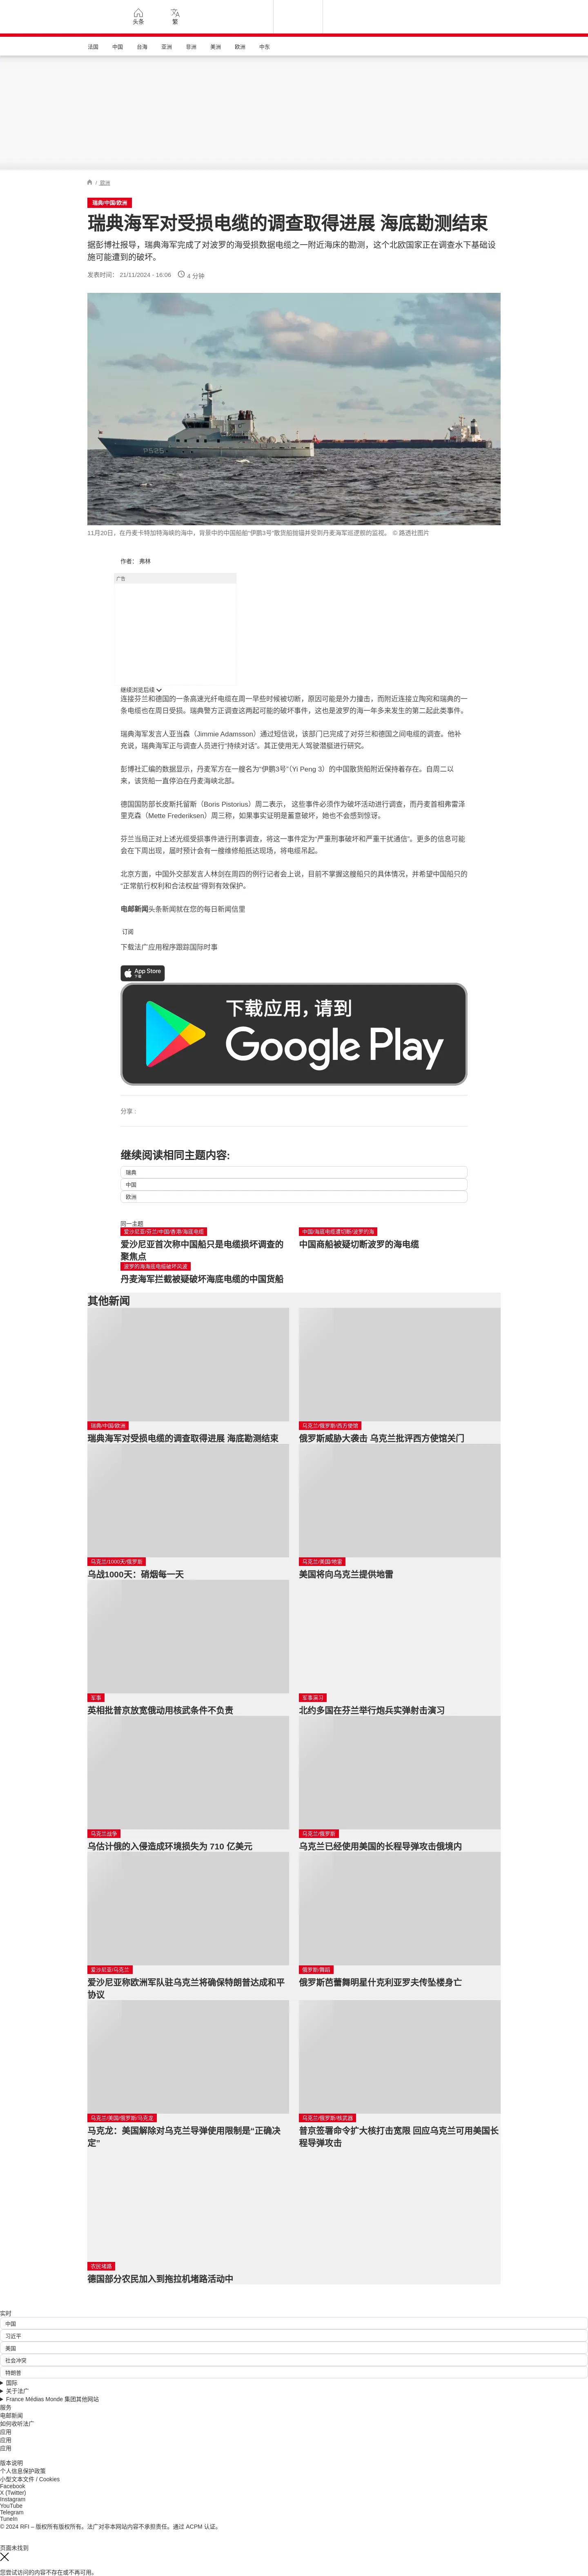 头条
繁
法国 中国 台海 亚洲 非洲 美洲 欧洲 中东
/ 欧洲
瑞典/中国/欧洲
瑞典海军对受损电缆的调查取得进展 海底勘测结束
据彭博社报导，瑞典海军完成了对波罗的海受损数据电缆之一附近海床的勘测，这个北欧国家正在调查水下基础设
施可能遭到的破坏。
发表时间： 21/11/2024 - 16:06 4 分钟
P525
11月20日，在丹麦卡特加特海峡的海中，背景中的中国船舶“伊鹏3号”散货船抛锚并受到丹麦海军巡逻舰的监视。 © 路透社图片
作者： 弗林
广告
继续浏览后续
连接芬兰和德国的一条高速光纤电缆在周一早些时候被切断，原因可能是外力撞击，而附近连接立陶宛和瑞典的一
条电缆也在周日受损。瑞典警方正调查这两起可能的破坏事件，这也是波罗的海一年多来发生的第二起此类事件。
瑞典海军发言人亚当森（Jimmie Adamsson）通过短信说，该部门已完成了对芬兰和德国之间电缆的调查。他补
充说，瑞典海军正与调查人员进行“持续对话”。其正使用无人驾驶潜艇进行研究。
彭博社汇编的数据显示，丹麦军方在一艘名为“伊鹏3号”（Yi Peng 3）的中国散货船附近保持着存在。自周二以
来，该货船一直停泊在丹麦海峡北部。
德国国防部长皮斯托留斯（Boris Pistorius）周二表示， 这些事件必须作为破坏活动进行调查，而丹麦首相弗雷泽
里克森（Mette Frederiksen）周三称，如果事实证明是蓄意破坏，她也不会感到惊讶。
芬兰当局正对上述光缆受损事件进行刑事调查，将这一事件定为“严重刑事破坏和严重干扰通信”。更多的信息可能
会在下周出现，届时预计会有一艘维修船抵达现场，将电缆吊起。
北京方面，中国外交部发言人林剑在周四的例行记者会上说，目前不掌握这艘船只的具体情况，并希望中国船只的
“正常航行权利和合法权益”得到有效保护。
电邮新闻头条新闻就在您的每日新闻信里
订阅
下载法广应用程序跟踪国际时事
App Store
下载
下载应用，请到
Google Play
分享 :
继续阅读相同主题内容:
瑞典
中国
欧洲
同一主题
爱沙尼亚/芬兰/中国/香港/海底电缆
爱沙尼亚首次称中国船只是电缆损坏调查的
聚焦点
中国/海底电缆遭切断/波罗的海
中国商船被疑切断波罗的海电缆
波罗的海海底电缆破坏风波
丹麦海军拦截被疑破坏海底电缆的中国货船
其他新闻
瑞典/中国/欧洲
瑞典海军对受损电缆的调查取得进展 海底勘测结束
乌克兰/俄罗斯/西方使馆
俄罗斯威胁大袭击 乌克兰批评西方使馆关门
乌克兰/1000天/俄罗斯
乌战1000天：硝烟每一天
乌克兰/美国/地雷
美国将向乌克兰提供地雷
军事
英相批普京放宽俄动用核武条件不负责
军事演习
北约多国在芬兰举行炮兵实弹射击演习
乌克兰战争
乌估计俄的入侵造成环境损失为 710 亿美元
乌克兰/俄罗斯
乌克兰已经使用美国的长程导弹攻击俄境内
爱沙尼亚/乌克兰
爱沙尼亚称欧洲军队驻乌克兰将确保特朗普达成和平
协议
俄罗斯/舞蹈
俄罗斯芭蕾舞明星什克利亚罗夫传坠楼身亡
乌克兰/美国/俄罗斯/马克龙
马克龙：美国解除对乌克兰导弹使用限制是“正确决
定”
乌克兰/俄罗斯/核武器
普京签署命令扩大核打击宽限 回应乌克兰可用美国长
程导弹攻击
农民堵路
德国部分农民加入到拖拉机堵路活动中
实时
中国
习近平
美国
社会冲突
特朗普
国际
关于法广
France Médias Monde 集团其他网站
服务
电邮新闻
如何收听法广
应用
应用
应用
版本说明
个人信息保护政策
小型文本文件 / Cookies
Facebook
X (Twitter)
Instagram
YouTube
Telegram
TuneIn
© 2024 RFI – 版权所有版权所有。法广对非本网站内容不承担责任。通过 ACPM 认证。
页面未找到
您尝试访问的内容不存在或不再可用。